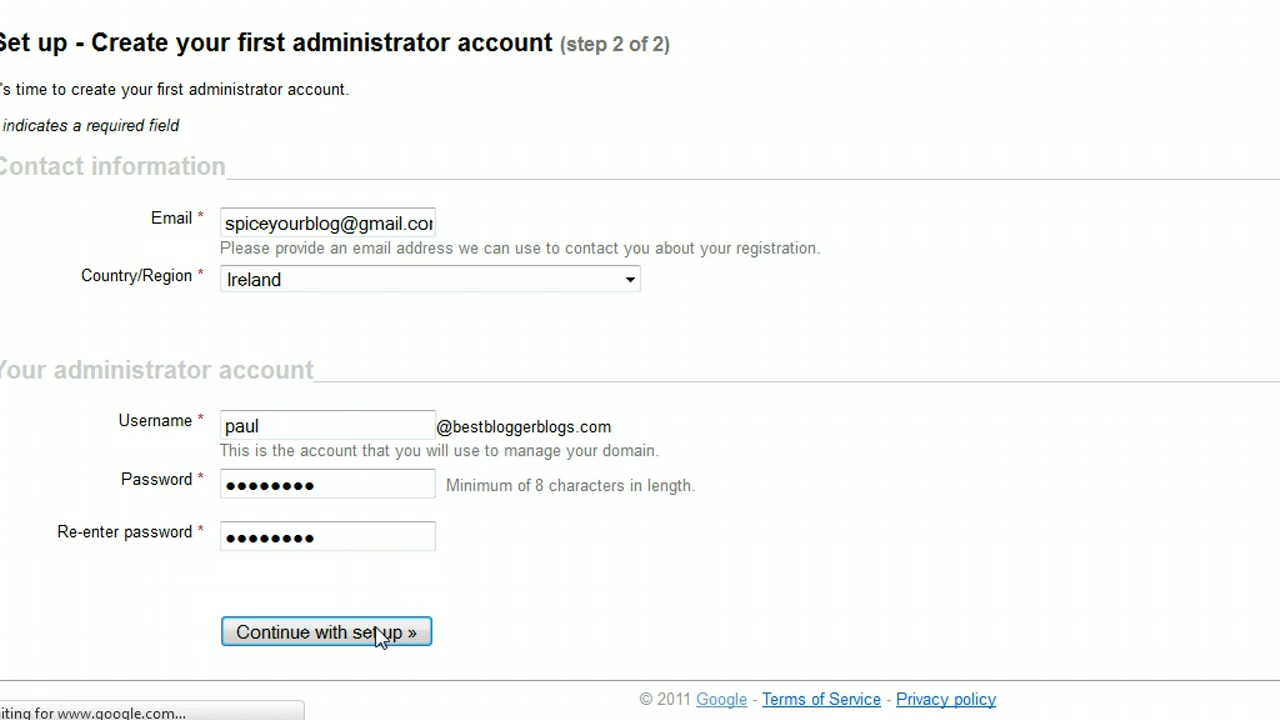 Set up - Create your first administrator account (step 2 of 2)
's time to create your first administrator account.
indicates a required field
Contact information
Email *
spiceyourblog@gmail.cor
Please provide an email address we can use to contact you about your registration.
Country/Region *
Ireland
Your administrator account
Username *
paul @bestbloggerblogs.com
This is the account that you will use to manage your domain.
Password * •••••••• Minimum of 8 characters in length.
Re-enter password * ••••••••
Continue with set up »
© 2011 Google - Terms of Service - Privacy policy
iting for www.google.com...